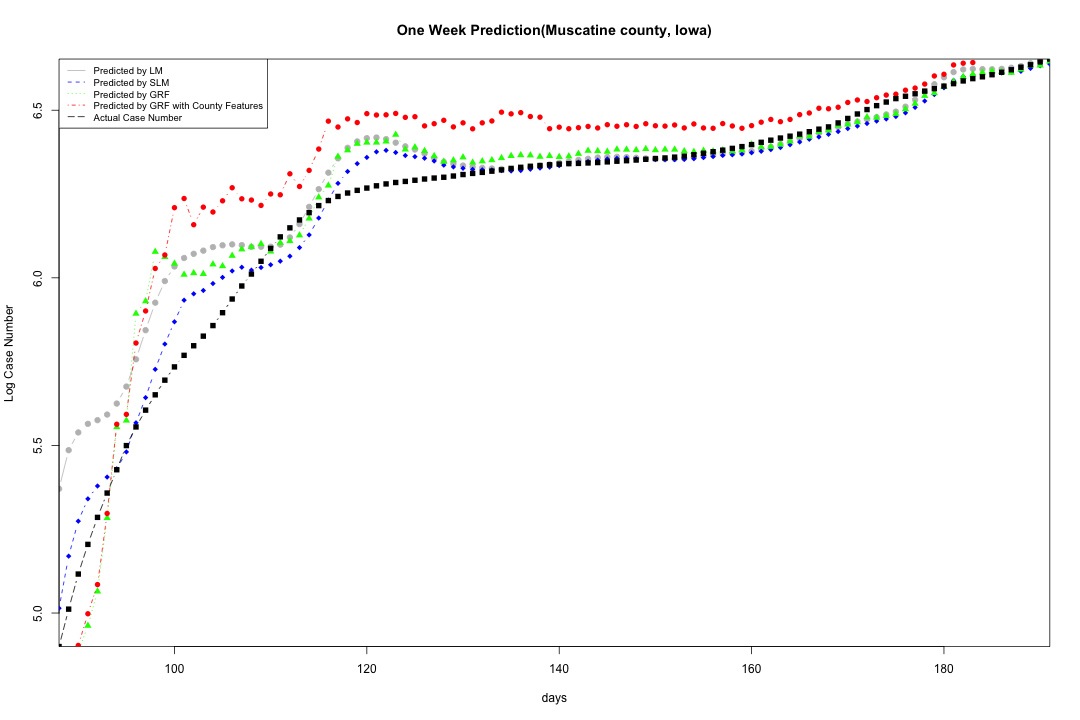 One Week Prediction(Muscatine county, Iowa)
Predicted by LM
Predicted by SLM
Predicted by GRF
Predicted by GRF with County Features
Actual Case Number
Log Case Number
6.5
6.0
5.5
5.0
100 120 140 160 180
days